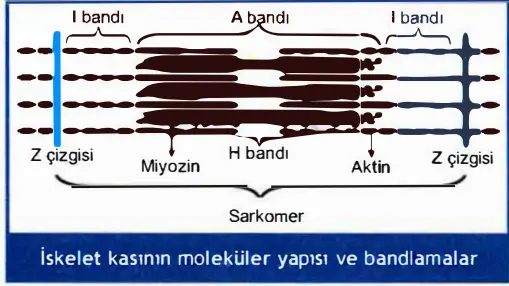 I bandı A bandı I bandı
Z çizgisi Miyozin H bandı Aktin Z çizgisi
Sarkomer
İskelet kasının moleküler yapısı ve bandlamalar